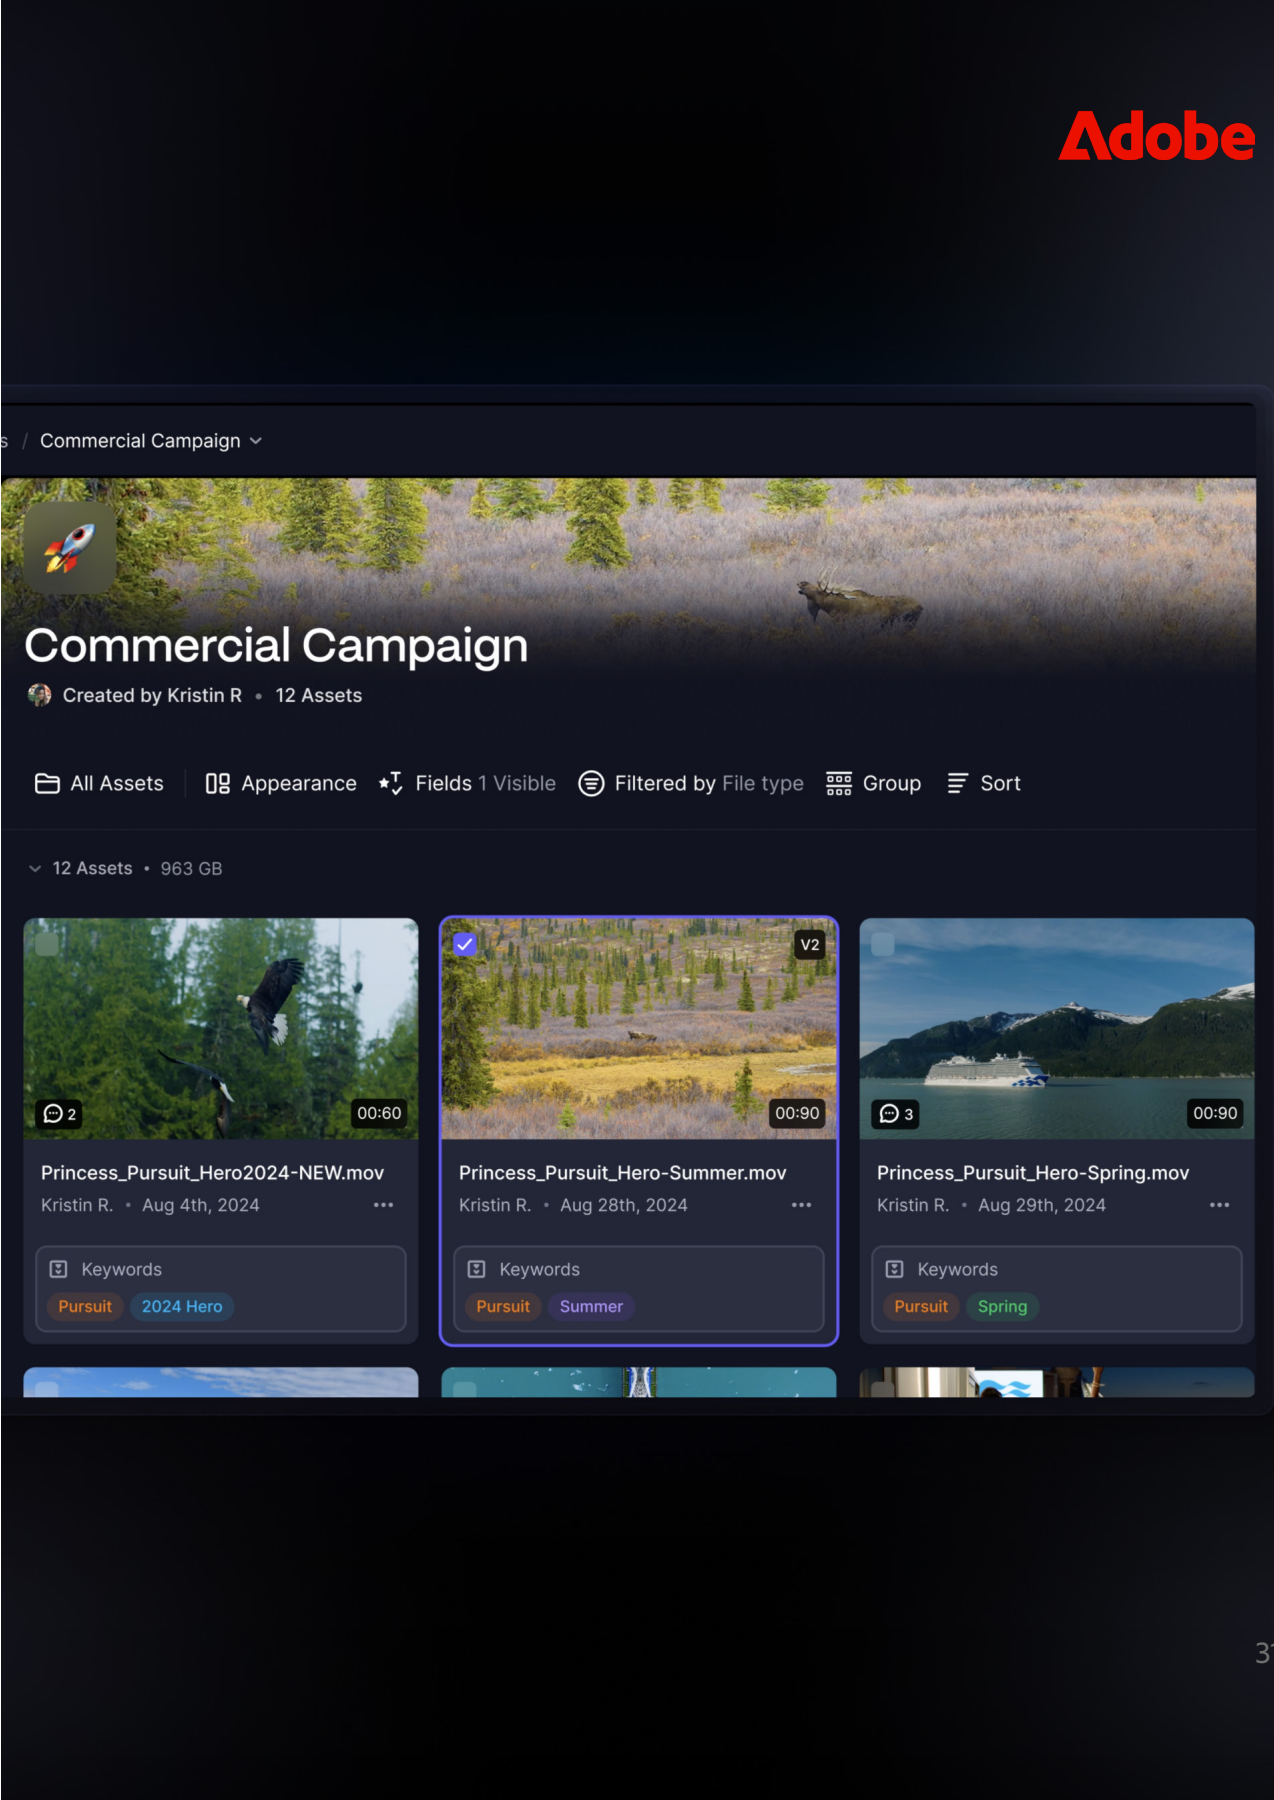 Adobe
s / Commercial Campaign
Commercial Campaign
Created by Kristin R • 12 Assets
All Assets Appearance Fields 1 Visible Filtered by File type Group Sort
12 Assets • 963 GB
V2
2 00:60 00:90 3 00:90
Princess_Pursuit_Hero2024-NEW.mov Princess_Pursuit_Hero-Summer.mov Princess_Pursuit_Hero-Spring.mov
Kristin R. • Aug 4th, 2024 ••• Kristin R. • Aug 28th, 2024 ••• Kristin R. • Aug 29th, 2024 •••
Keywords Keywords Keywords
Pursuit 2024 Hero Pursuit Summer Pursuit Spring